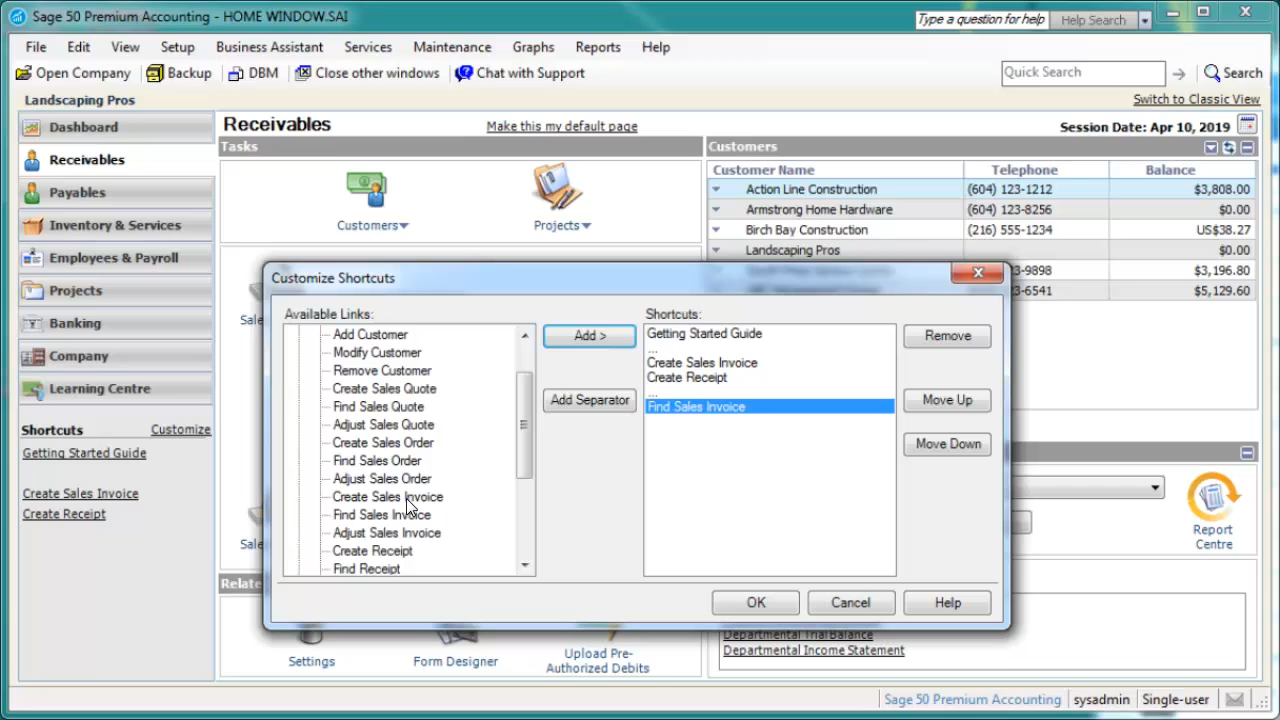 Sage 50 Premium Accounting - HOME WINDOW.SAI
Type a question for help
Help Search
File Edit View Setup Business Assistant Services Maintenance Graphs Reports Help
Open Company Backup DBM Close other windows Chat with Support
Quick Search
Search
Landscaping Pros
Switch to Classic View
Dashboard
Receivables
Payables
Inventory & Services
Employees & Payroll
Projects
Banking
Company
Learning Centre
Shortcuts Customize
Getting Started Guide
Create Sales Invoice
Create Receipt
Receivables
Make this my default page
Session Date: Apr 10, 2019
Tasks
Customers
Projects
Customers
Customer Name Telephone Balance
Action Line Construction (604) 123-1212 $3,808.00
Armstrong Home Hardware (604) 123-8256 $0.00
Birch Bay Construction (216) 555-1234 US$38.27
Landscaping Pros $0.00
3-9898 $3,196.80
3-6541 $5,129.60
Sale
Sale
Relate
Customize Shortcuts
Available Links:
Add Customer
Modify Customer
Remove Customer
Create Sales Quote
Find Sales Quote
Adjust Sales Quote
Create Sales Order
Find Sales Order
Adjust Sales Order
Create Sales Invoice
Find Sales Invoice
Adjust Sales Invoice
Create Receipt
Find Receipt
Add >
Add Separator
Shortcuts:
Getting Started Guide
...
Create Sales Invoice
Create Receipt
...
Find Sales Invoice
Remove
Move Up
Move Down
OK
Cancel
Help
Report
Centre
Settings
Form Designer
Upload Pre-
Authorized Debits
Departmental Trial Balance
Departmental Income Statement
Sage 50 Premium Accounting sysadmin Single-user